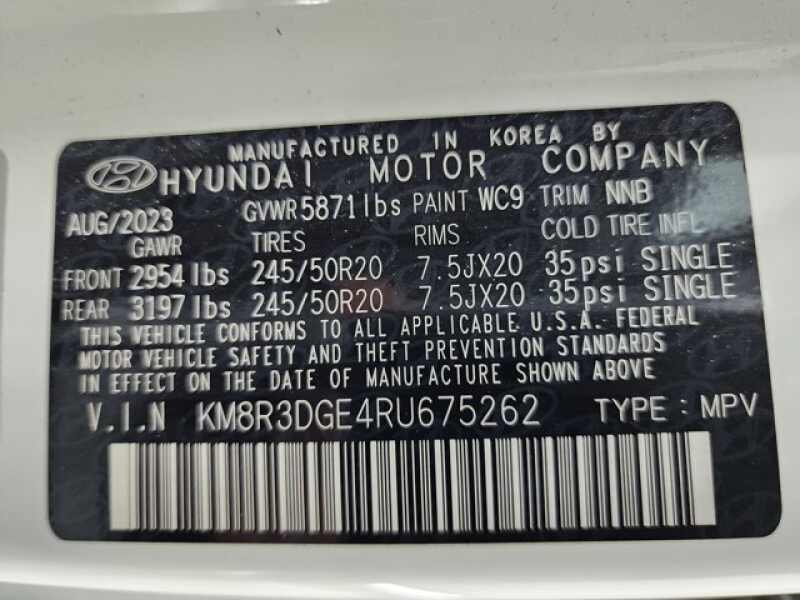 MANUFACTURED IN KOREA BY
HYUNDAI MOTOR COMPANY
AUG/2023 GVWR 5871lbs PAINT WC9 TRIM NNB
GAWR TIRES RIMS COLD TIRE INFL
FRONT 2954 lbs 245/50R20 7.5JX20 35psi SINGLE
REAR 3197 lbs 245/50R20 7.5JX20 35psi SINGLE
THIS VEHICLE CONFORMS TO ALL APPLICABLE U.S.A. FEDERAL
MOTOR VEHICLE SAFETY AND THEFT PREVENTION STANDARDS
IN EFFECT ON THE DATE OF MANUFACTURE SHOWN ABOVE
V.I.N KM8R3DGE4RU675262 TYPE : MPV